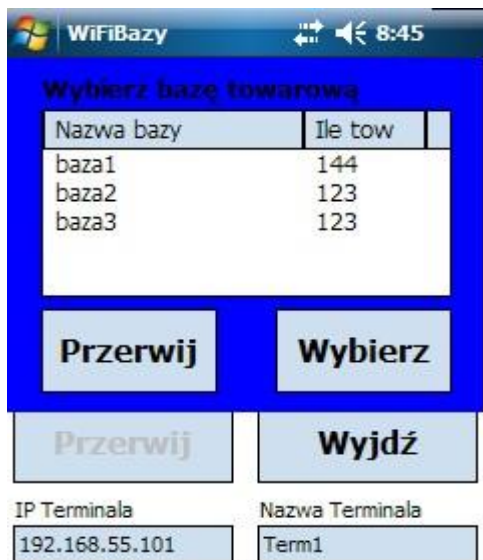 WiFiBazy 8:45
Wybierz bazę towarową
Nazwa bazy Ile tow
baza1 144
baza2 123
baza3 123
Przerwij Wybierz
Przerwij Wyjdź
IP Terminala Nazwa Terminala
192.168.55.101 Term1